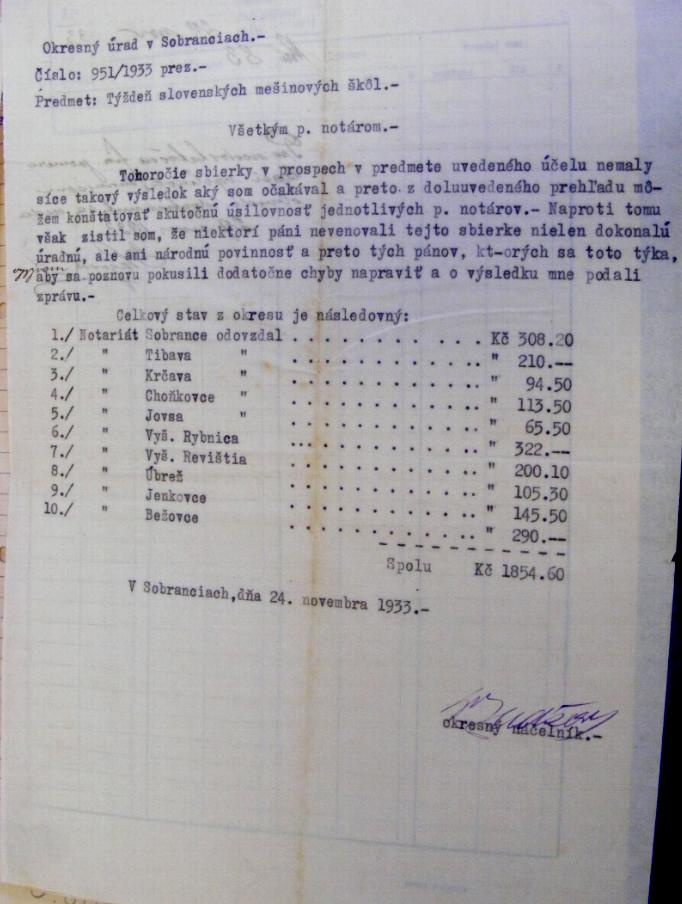 Okresný úrad v Sobranciach.-
Číslo: 951/1933 prez.-
Predmet: Týždeň slovenských mešinových škôl.-
Všetkým p. notárom.-
Tohoročie sbierky v prospech v predmete uvedeného účelu nemaly
síce takový výsledok aký som očakával a preto z doluuvedeného prehľadu mô-
žem konštatovať skutočnú úsilovnosť jednotlivých p. notárov.- Naproti tomu
však zistil som, že niektorí páni nevenovali tejto sbierke nielen dokonalú
úradnú, ale ani národnú povinnosť a preto tých pánov, kt-orých sa toto týka,
aby sa poznovu pokusili dodatočne chyby napraviť a o výsledku mne podali
zprávu.-
Celkový stav z okresu je následovný:
1./ Notariát Sobrance odovzdal . . . . . . . . . . . Kč 308.20
2./ " Tibava " . . . . . . . . . . . " 210.--
3./ " Krčava " . . . . . . . . . . . " 94.50
4./ " Choňkovce " . . . . . . . . . . . " 113.50
5./ " Jovsa " . . . . . . . . . . . " 65.50
6./ " Vyš. Rybnica . . . . . . . . . . . " 322.--
7./ " Vyš. Revištia . . . . . . . . . . . " 200.10
8./ " Úbrež . . . . . . . . . . . " 105.30
9./ " Jenkovce . . . . . . . . . . . " 145.50
10./ " Bežovce . . . . . . . . . . . " 290.--
Spolu Kč 1854.60
V Sobranciach,dňa 24. novembra 1933.-
okresný náčelník.-